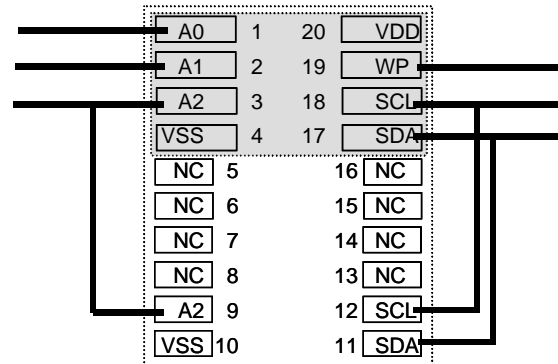 A0 1 20 VDD
A1 2 19 WP
A2 3 18 SCL
VSS 4 17 SDA
NC 5 16 NC
NC 6 15 NC
NC 7 14 NC
NC 8 13 NC
A2 9 12 SCL
VSS 10 11 SDA